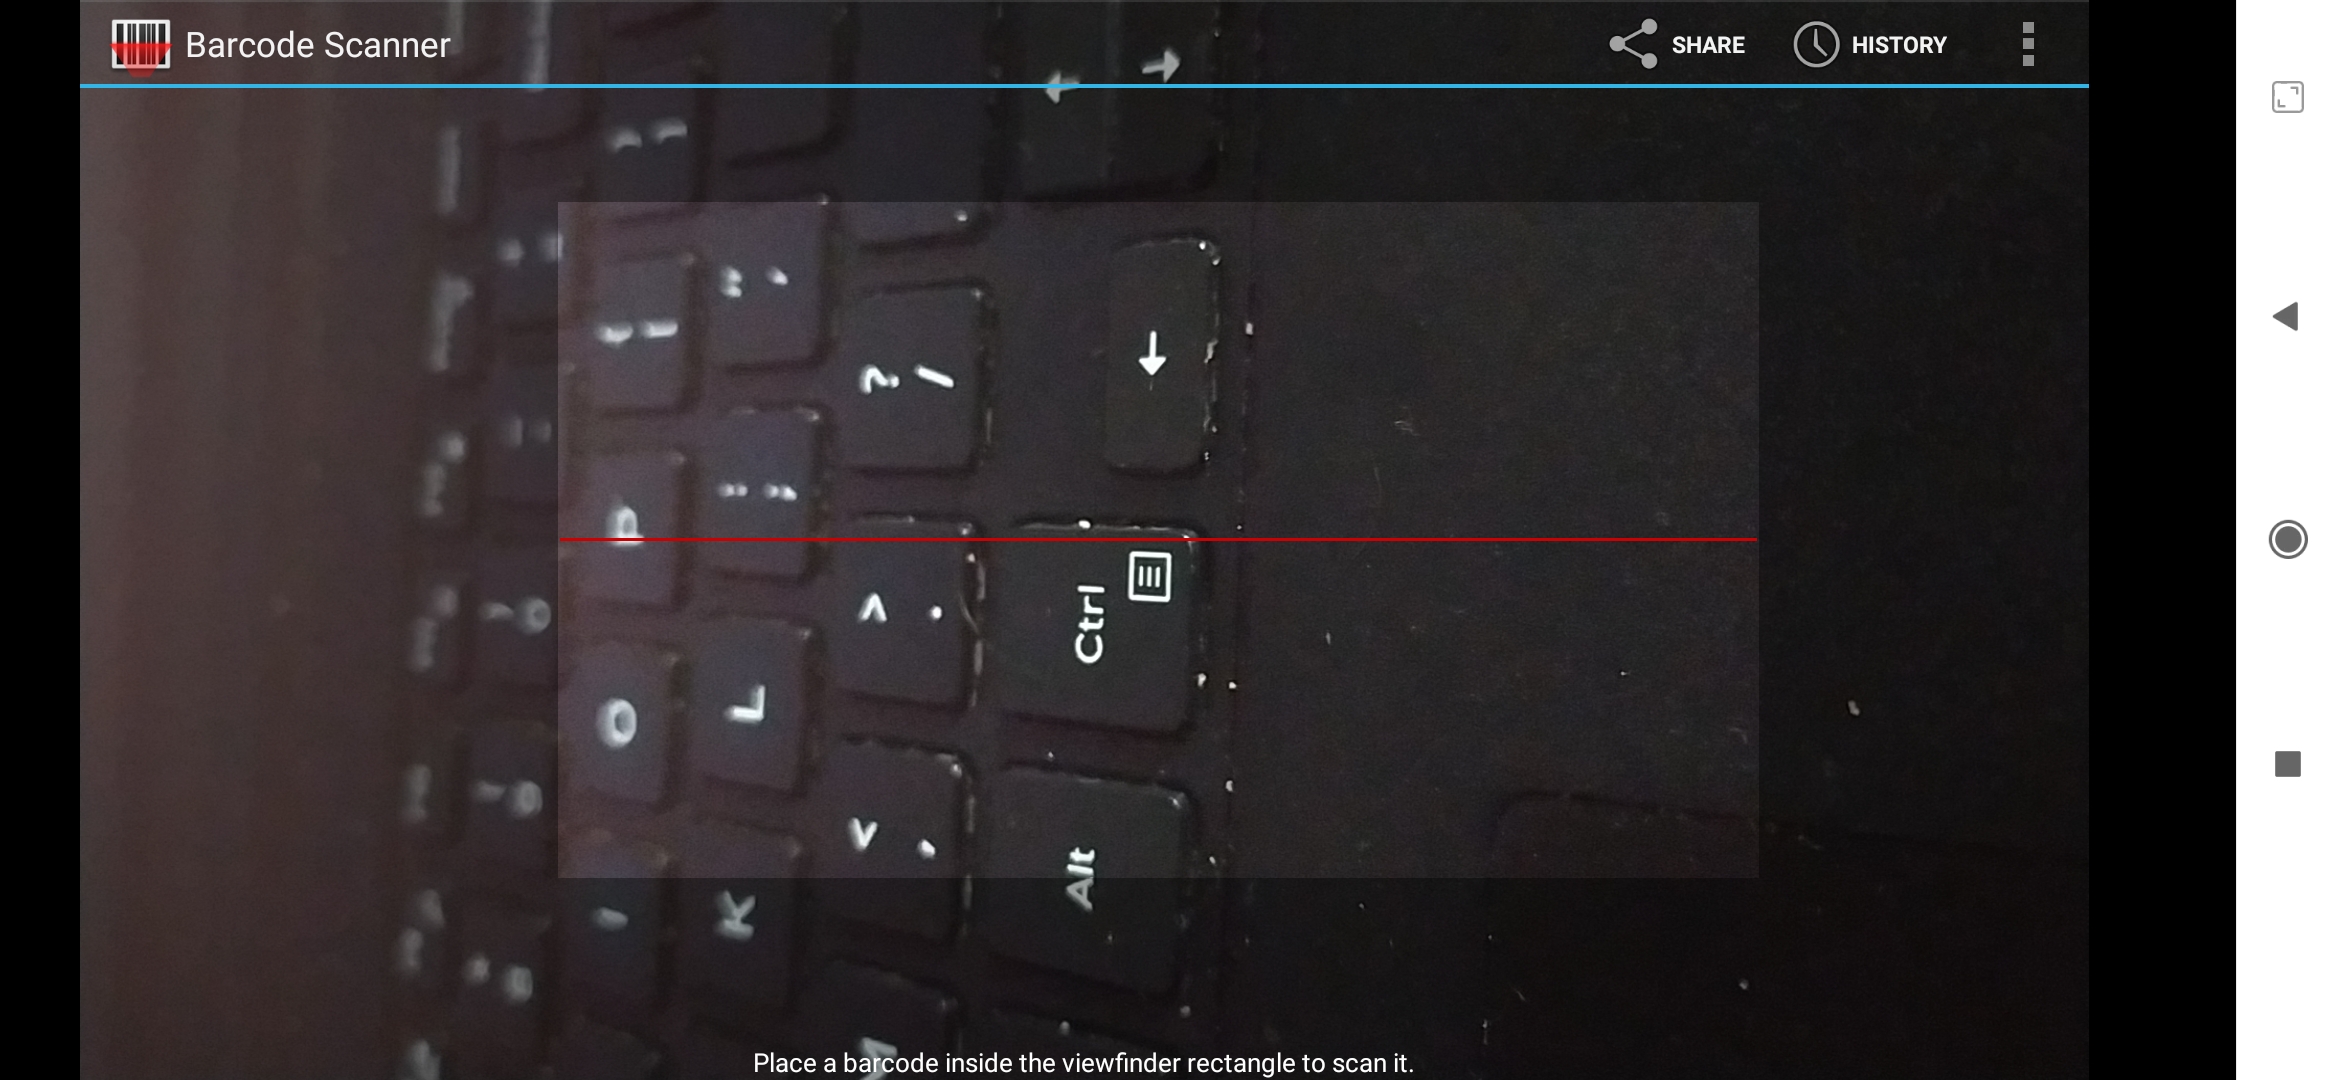 Barcode Scanner
SHARE
HISTORY
? /
P
O
L
K
Ctrl
Alt
Place a barcode inside the viewfinder rectangle to scan it.